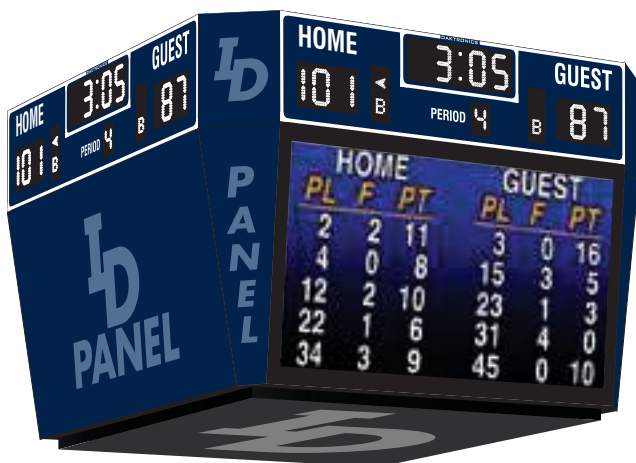 DAKTRONICS
HOME 3:05 GUEST
101 < B PERIOD 4 B 87
ID
PANEL
ID
PANEL
DAKTRONICS
HOME 3:05 GUEST
101 < B PERIOD 4 B 87
HOME GUEST
PL F PT PL F PT
2 2 11 3 0 16
4 0 8 15 3 5
12 2 10 23 1 3
22 1 6 31 4 0
34 3 9 45 0 10
ID